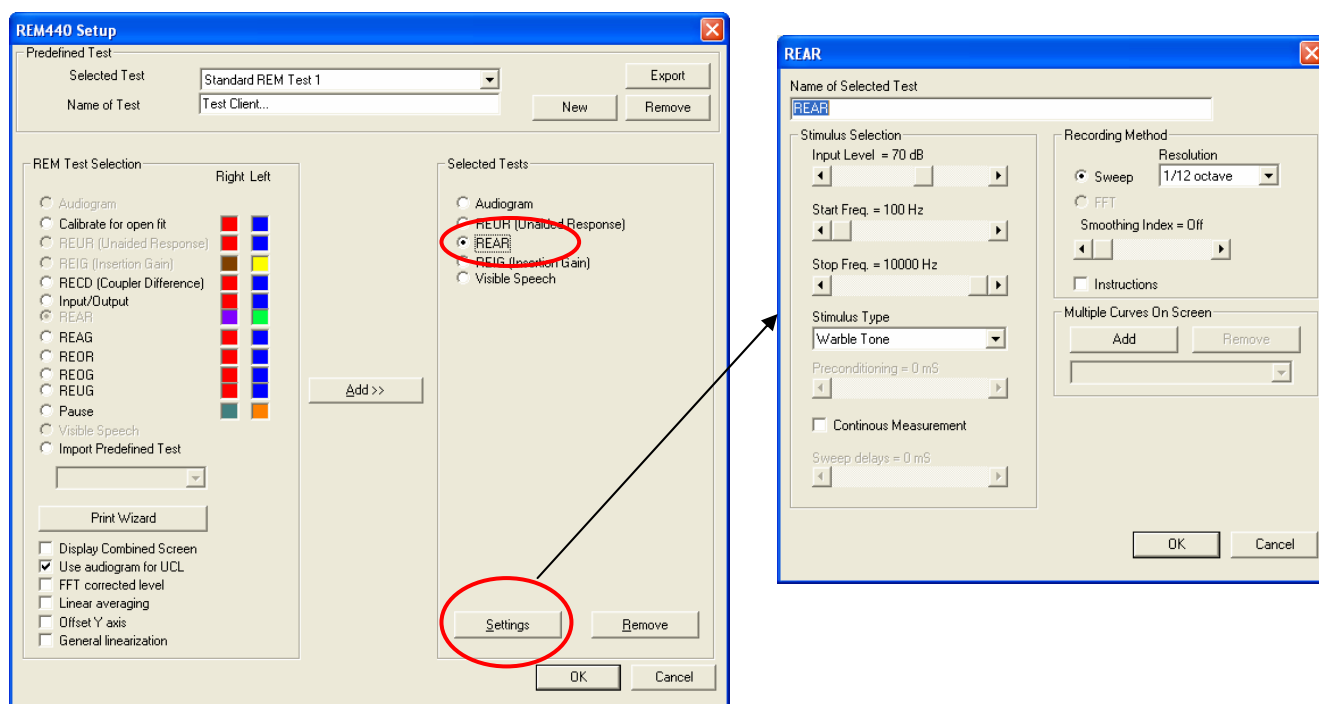 REM440 Setup
Predefined Test
Selected Test
Standard REM Test 1
Export
Name of Test
Test Client...
New
Remove
REM Test Selection
Right Left
Audiogram
Calibrate for open fit
REUR (Unaided Response)
REIG (Insertion Gain)
RECD (Coupler Difference)
Input/Output
REAR
REAG
REOR
REOG
REUG
Pause
Visible Speech
Import Predefined Test
Print Wizard
Display Combined Screen
Use audiogram for UCL
FFT corrected level
Linear averaging
Offset Y axis
General linearization
Add >>
Selected Tests
Audiogram
REUR (Unaided Response)
REAR
REIG (Insertion Gain)
Visible Speech
Settings
Remove
OK
Cancel
REAR
Name of Selected Test
REAR
Stimulus Selection
Input Level = 70 dB
Start Freq. = 100 Hz
Stop Freq. = 10000 Hz
Stimulus Type
Warble Tone
Preconditioning = 0 mS
Continous Measurement
Sweep delays = 0 mS
Recording Method
Resolution
Sweep
1/12 octave
FFT
Smoothing Index = Off
Instructions
Multiple Curves On Screen
Add
Remove
OK
Cancel